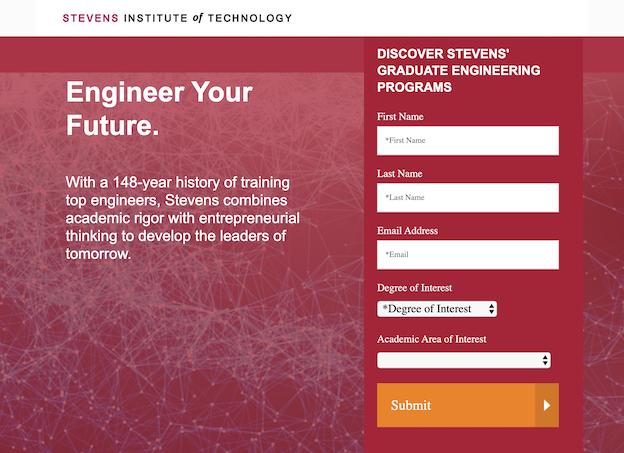 STEVENS INSTITUTE of TECHNOLOGY
Engineer Your
Future.
With a 148-year history of training
top engineers, Stevens combines
academic rigor with entrepreneurial
thinking to develop the leaders of
tomorrow.
DISCOVER STEVENS'
GRADUATE ENGINEERING
PROGRAMS
First Name
*First Name
Last Name
*Last Name
Email Address
*Email
Degree of Interest
*Degree of Interest
Academic Area of Interest
Submit